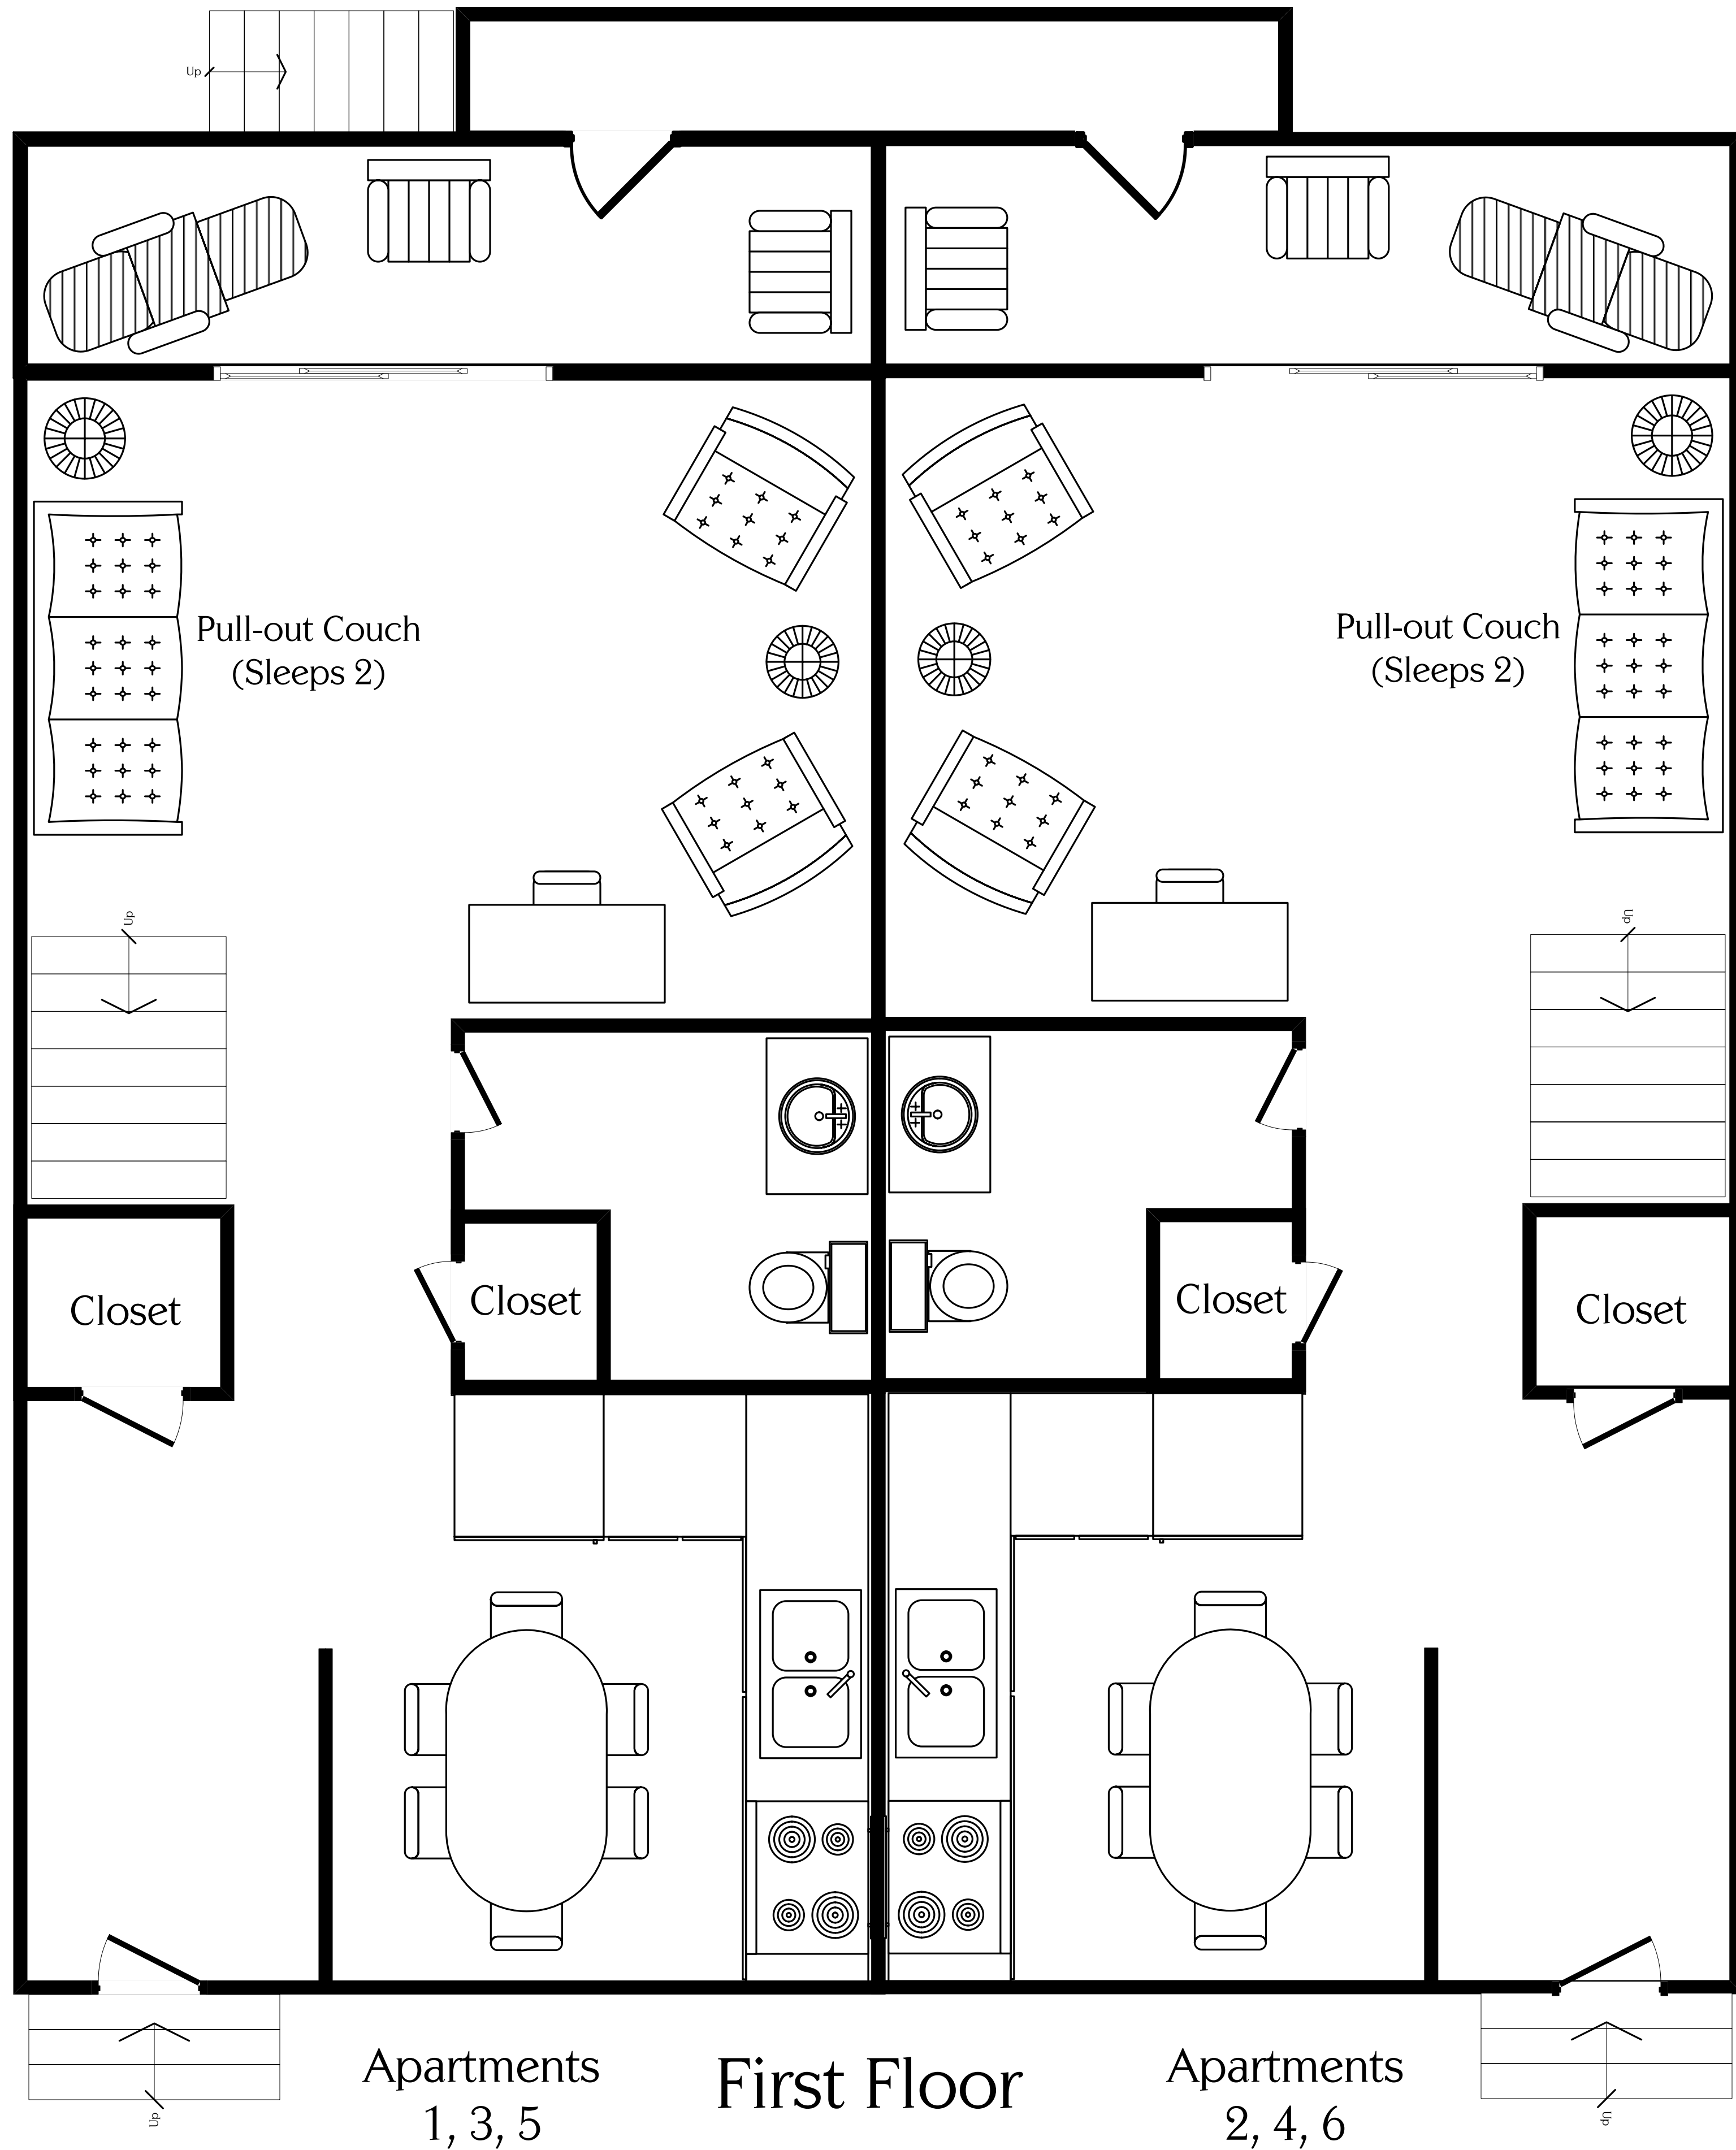 Up
Pull-out Couch
(Sleeps 2)
Pull-out Couch
(Sleeps 2)
Up
Up
Closet
Closet
Closet
Closet
Apartments
1, 3, 5
First Floor
Apartments
2, 4, 6
Up
Up